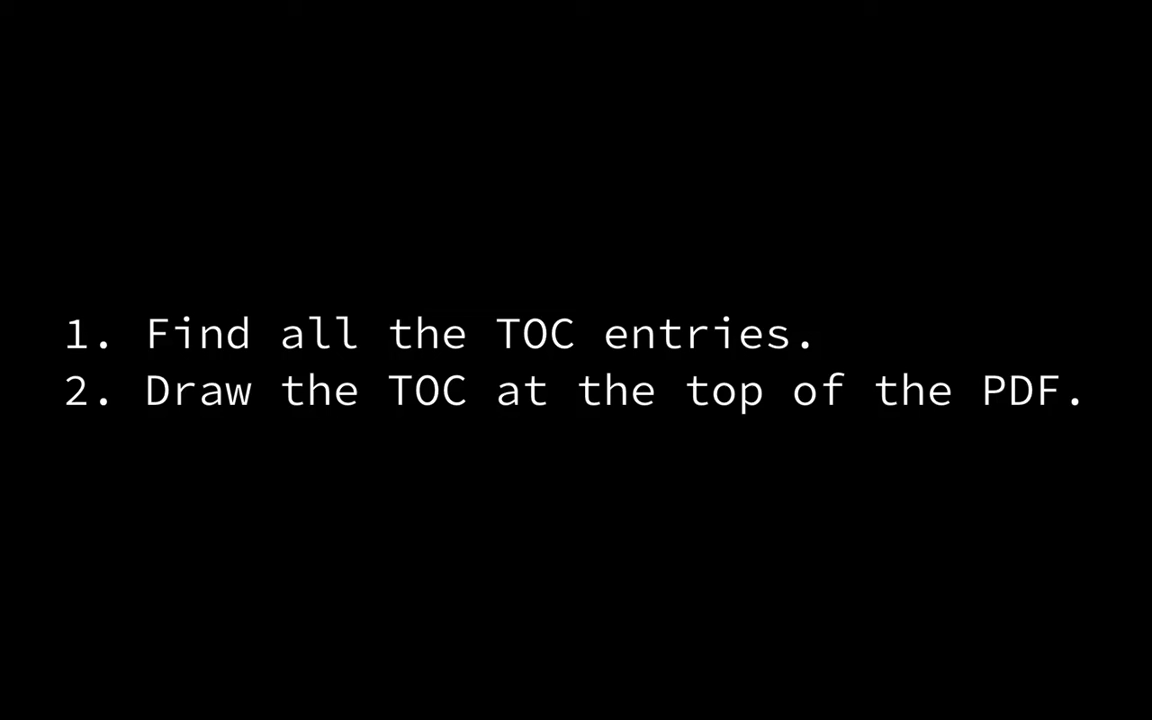 1. Find all the TOC entries.
2. Draw the TOC at the top of the PDF.